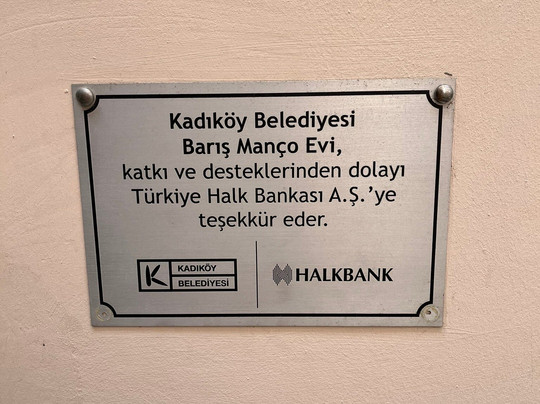 Kadıköy Belediyesi
Barış Manço Evi,
katkı ve desteklerinden dolayı
Türkiye Halk Bankası A.Ş.'ye
teşekkür eder.
K KADIKÖY
BELEDİYESİ
HALKBANK